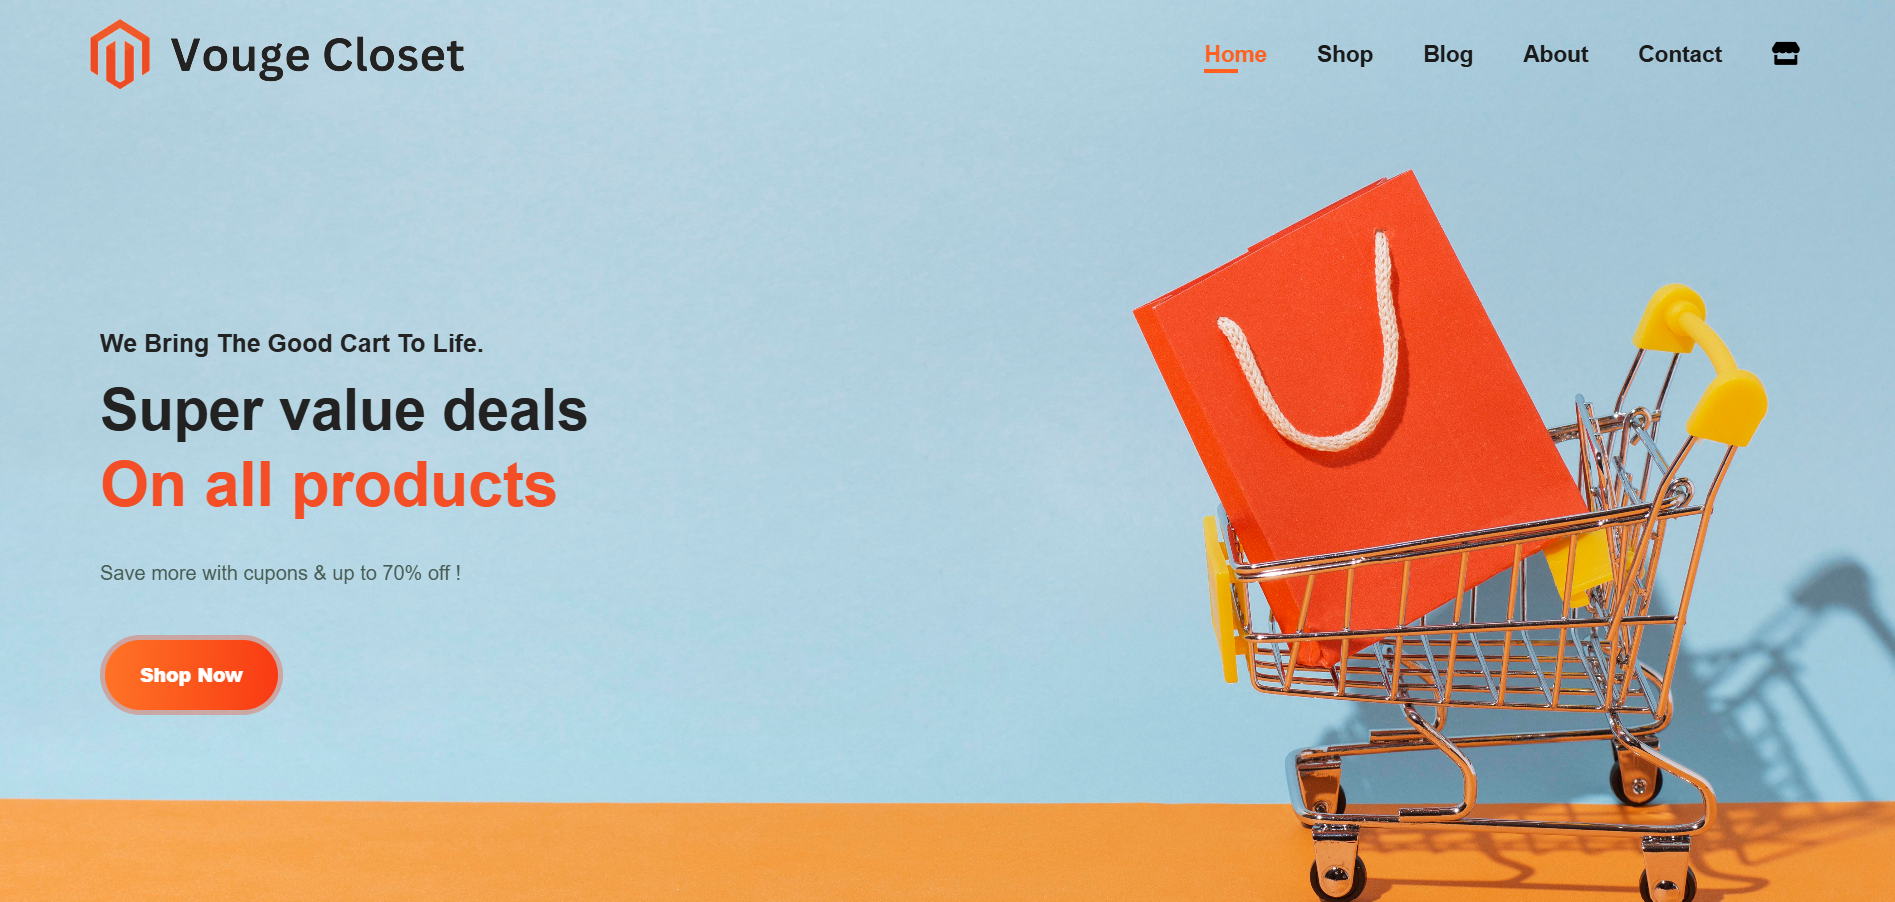 Vouge Closet
Home Shop Blog About Contact
We Bring The Good Cart To Life.
Super value deals
On all products
Save more with cupons & up to 70% off !
Shop Now